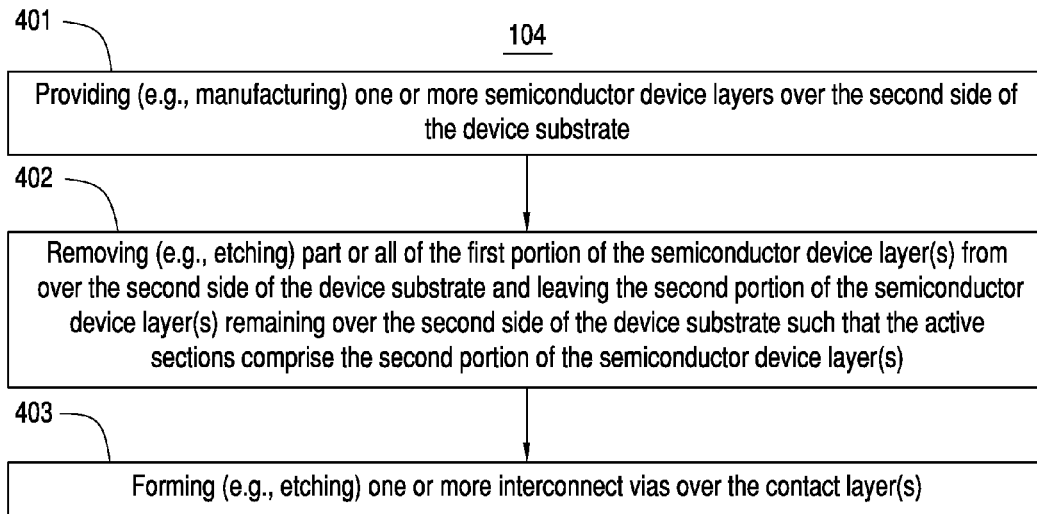 401
104
Providing (e.g., manufacturing) one or more semiconductor device layers over the second side of
the device substrate
402
Removing (e.g., etching) part or all of the first portion of the semiconductor device layer(s) from
over the second side of the device substrate and leaving the second portion of the semiconductor
device layer(s) remaining over the second side of the device substrate such that the active
sections comprise the second portion of the semiconductor device layer(s)
403
Forming (e.g., etching) one or more interconnect vias over the contact layer(s)